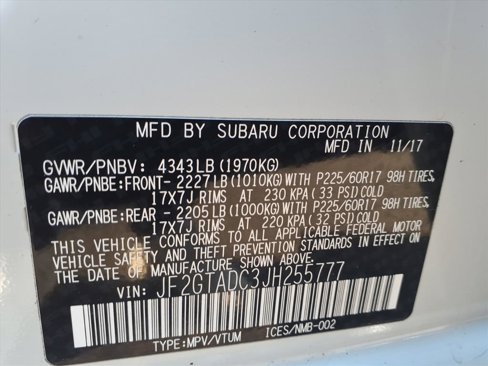 MFD BY SUBARU CORPORATION
MFD IN 11/17
GVWR/PNBV: 4343LB (1970KG)
GAWR/PNBE:FRONT- 2227LB (1010KG) WITH P225/60R17 98H TIRES
17X7J RIMS AT 230 KPA (33 PSI) COLD
GAWR/PNBE:REAR - 2205LB (1000KG) WITH P225/60R17 98H TIRES
17X7J RIMS AT 220 KPA (32 PSI) COLD
THIS VEHICLE CONFORMS TO ALL APPLICABLE FEDERAL MOTOR
VEHICLE SAFETY AND THEFT PREVENTION STANDARDS IN EFFECT ON
THE DATE OF MANUFACTURE SHOWN ABOVE.
VIN: JF2GTADC3JH255777
TYPE:MPV/VTUM ICES/NMB-002